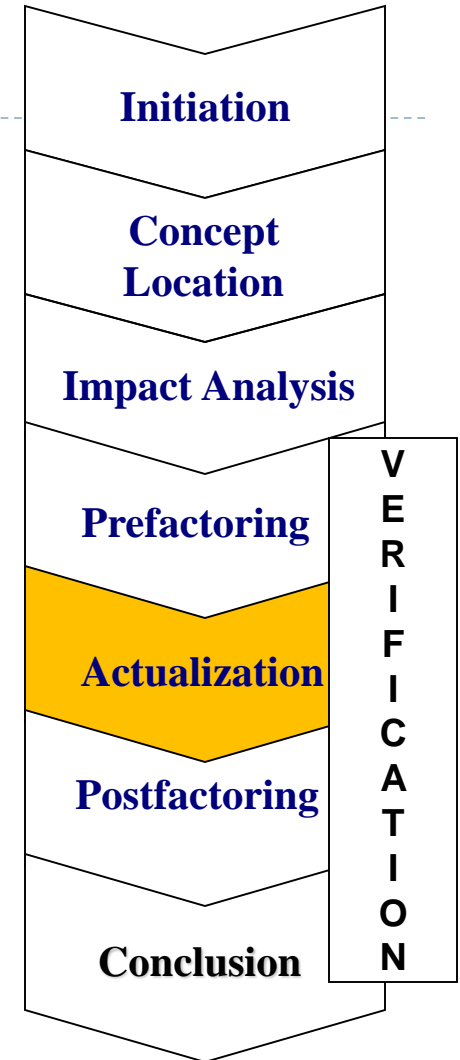 Initiation
Concept
Location
Impact Analysis
Prefactoring
Actualization
Postfactoring
Conclusion
V
E
R
I
F
I
C
A
T
I
O
N